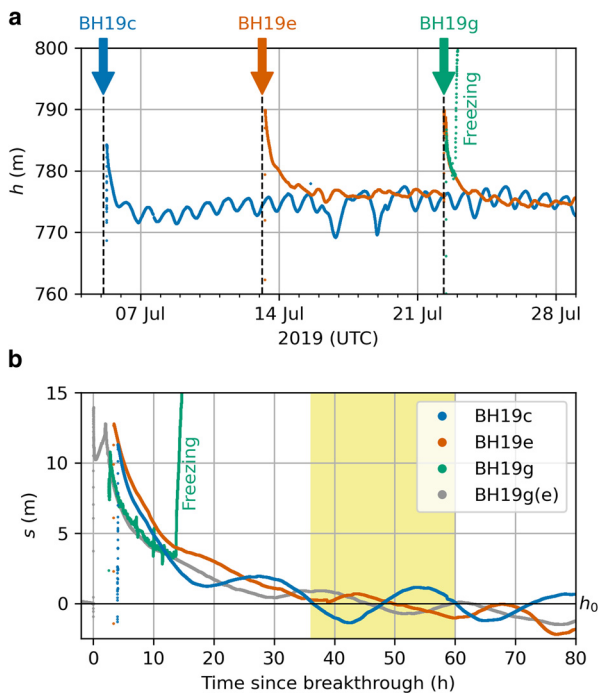 a
BH19c BH19e BH19g
800
790
780
770
760
h (m)
Freezing
07 Jul 14 Jul 21 Jul 28 Jul
2019 (UTC)
b
15
10
5
0
s (m)
Freezing
BH19c
BH19e
BH19g
BH19g(e)
h0
0 10 20 30 40 50 60 70 80
Time since breakthrough (h)